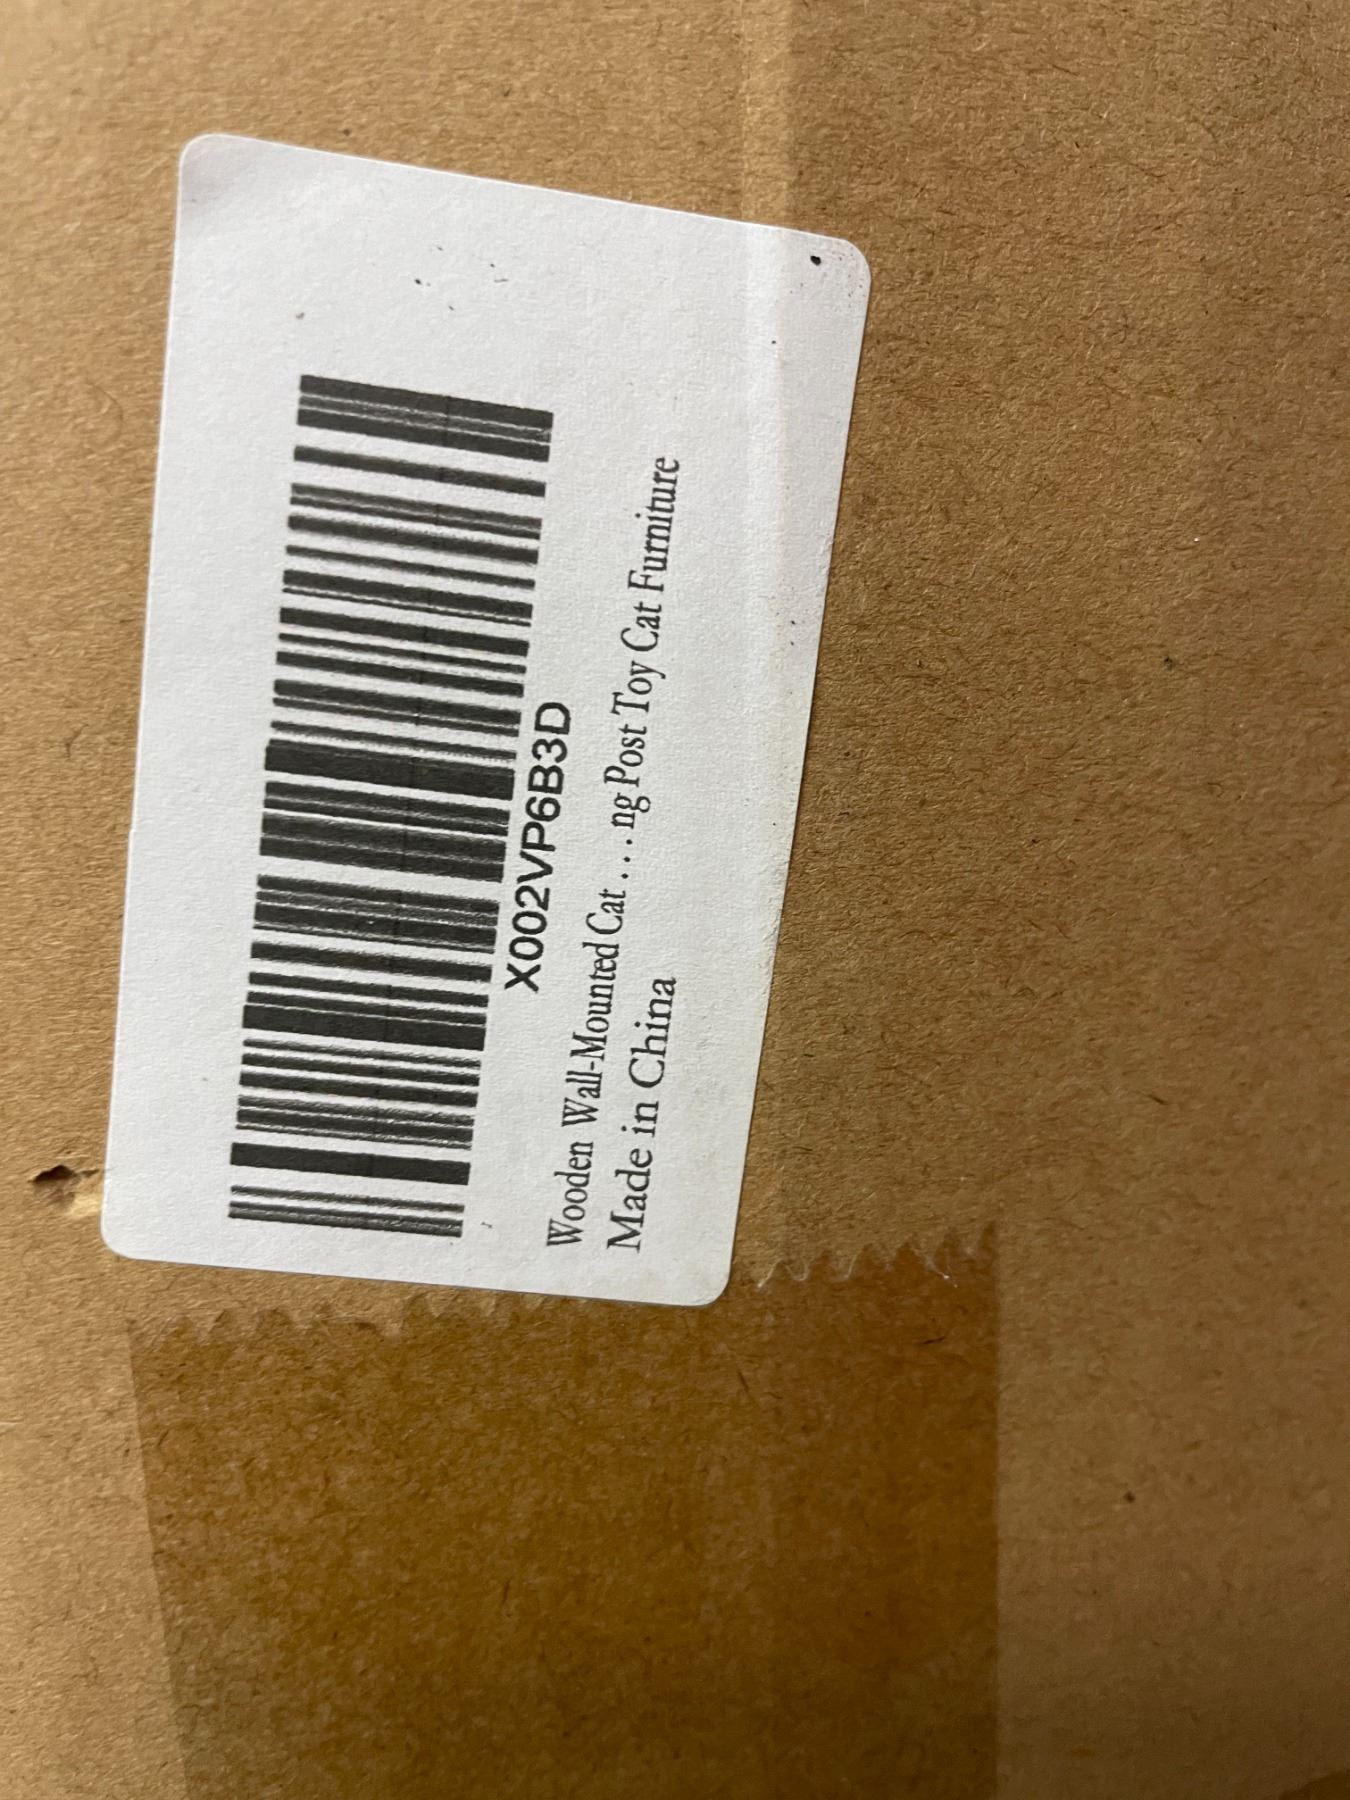 X002VP6B3D
Wooden Wall-Mounted Cat ... ng Post Toy Cat Furniture
Made in China